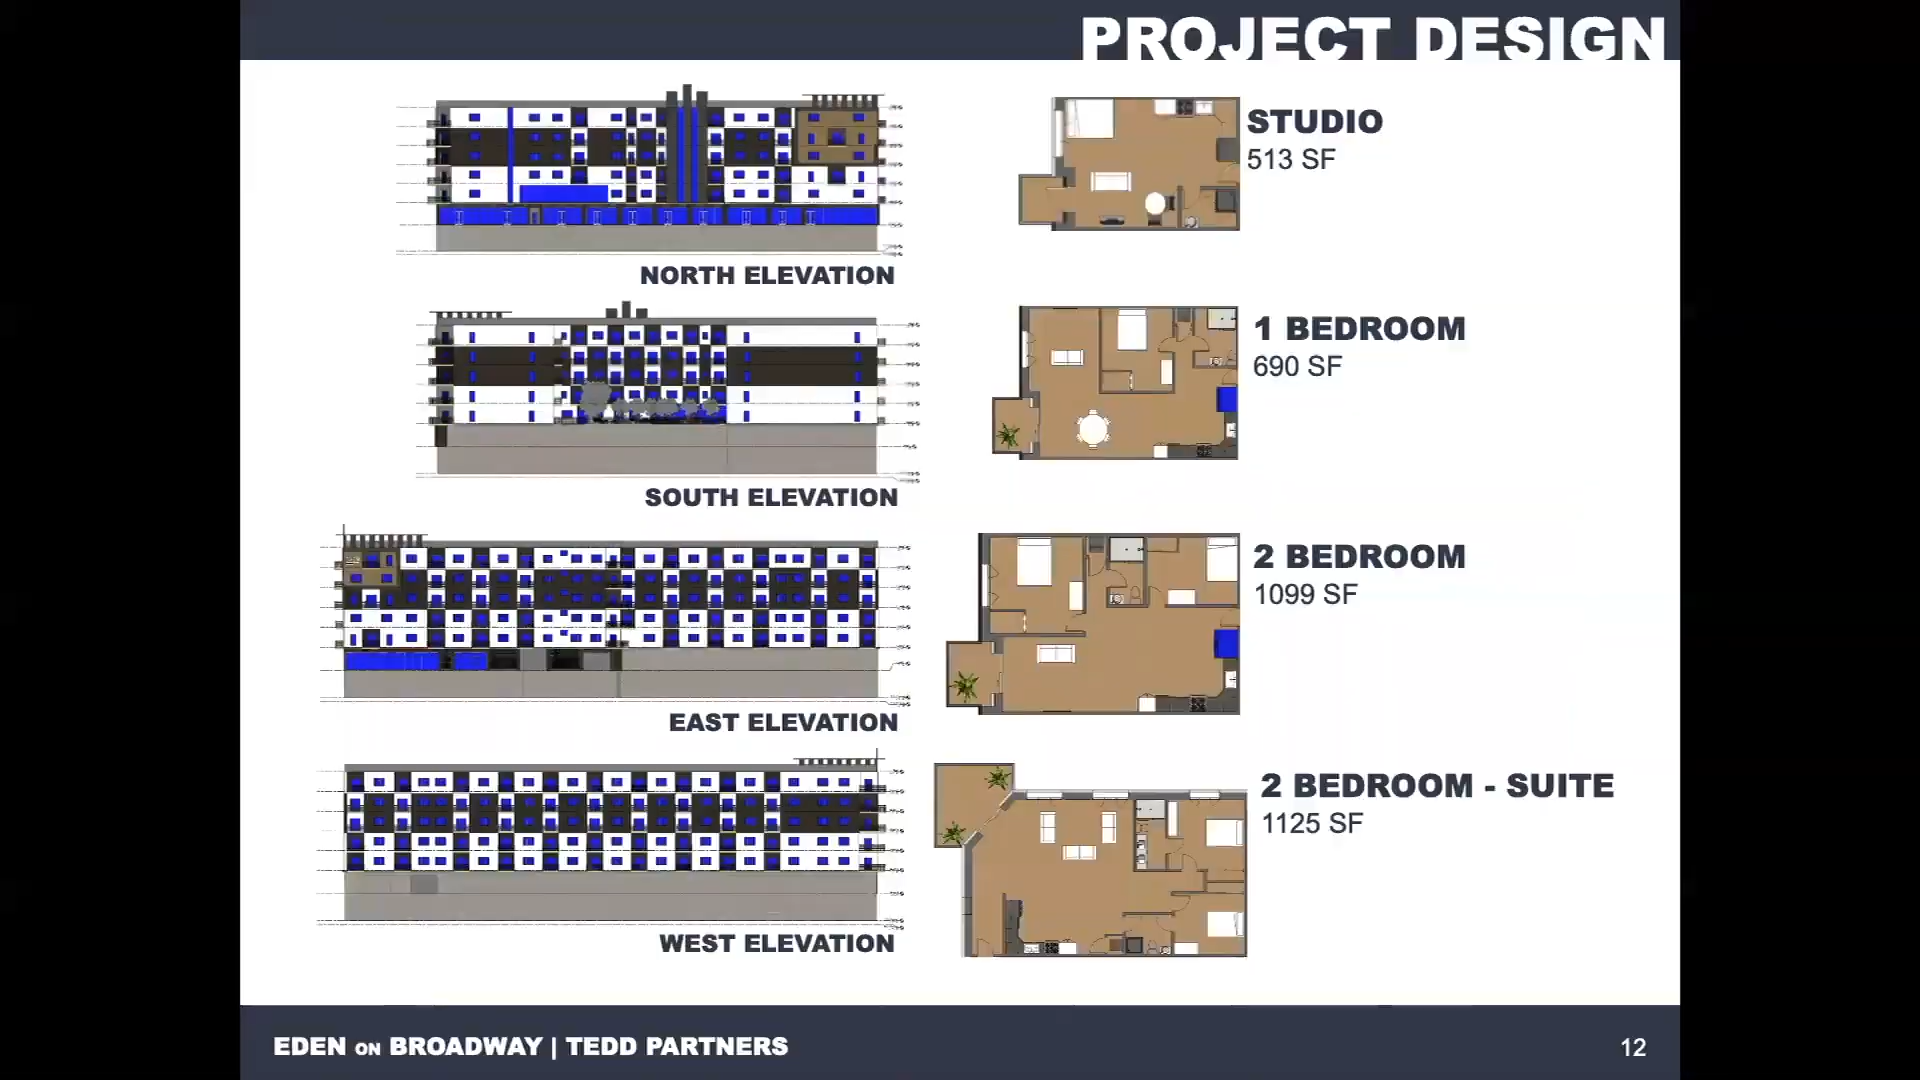 PROJECT DESIGN
STUDIO
513 SF
NORTH ELEVATION
1 BEDROOM
690 SF
SOUTH ELEVATION
2 BEDROOM
1099 SF
EAST ELEVATION
2 BEDROOM - SUITE
1125 SF
WEST ELEVATION
EDEN ON BROADWAY | TEDD PARTNERS
12